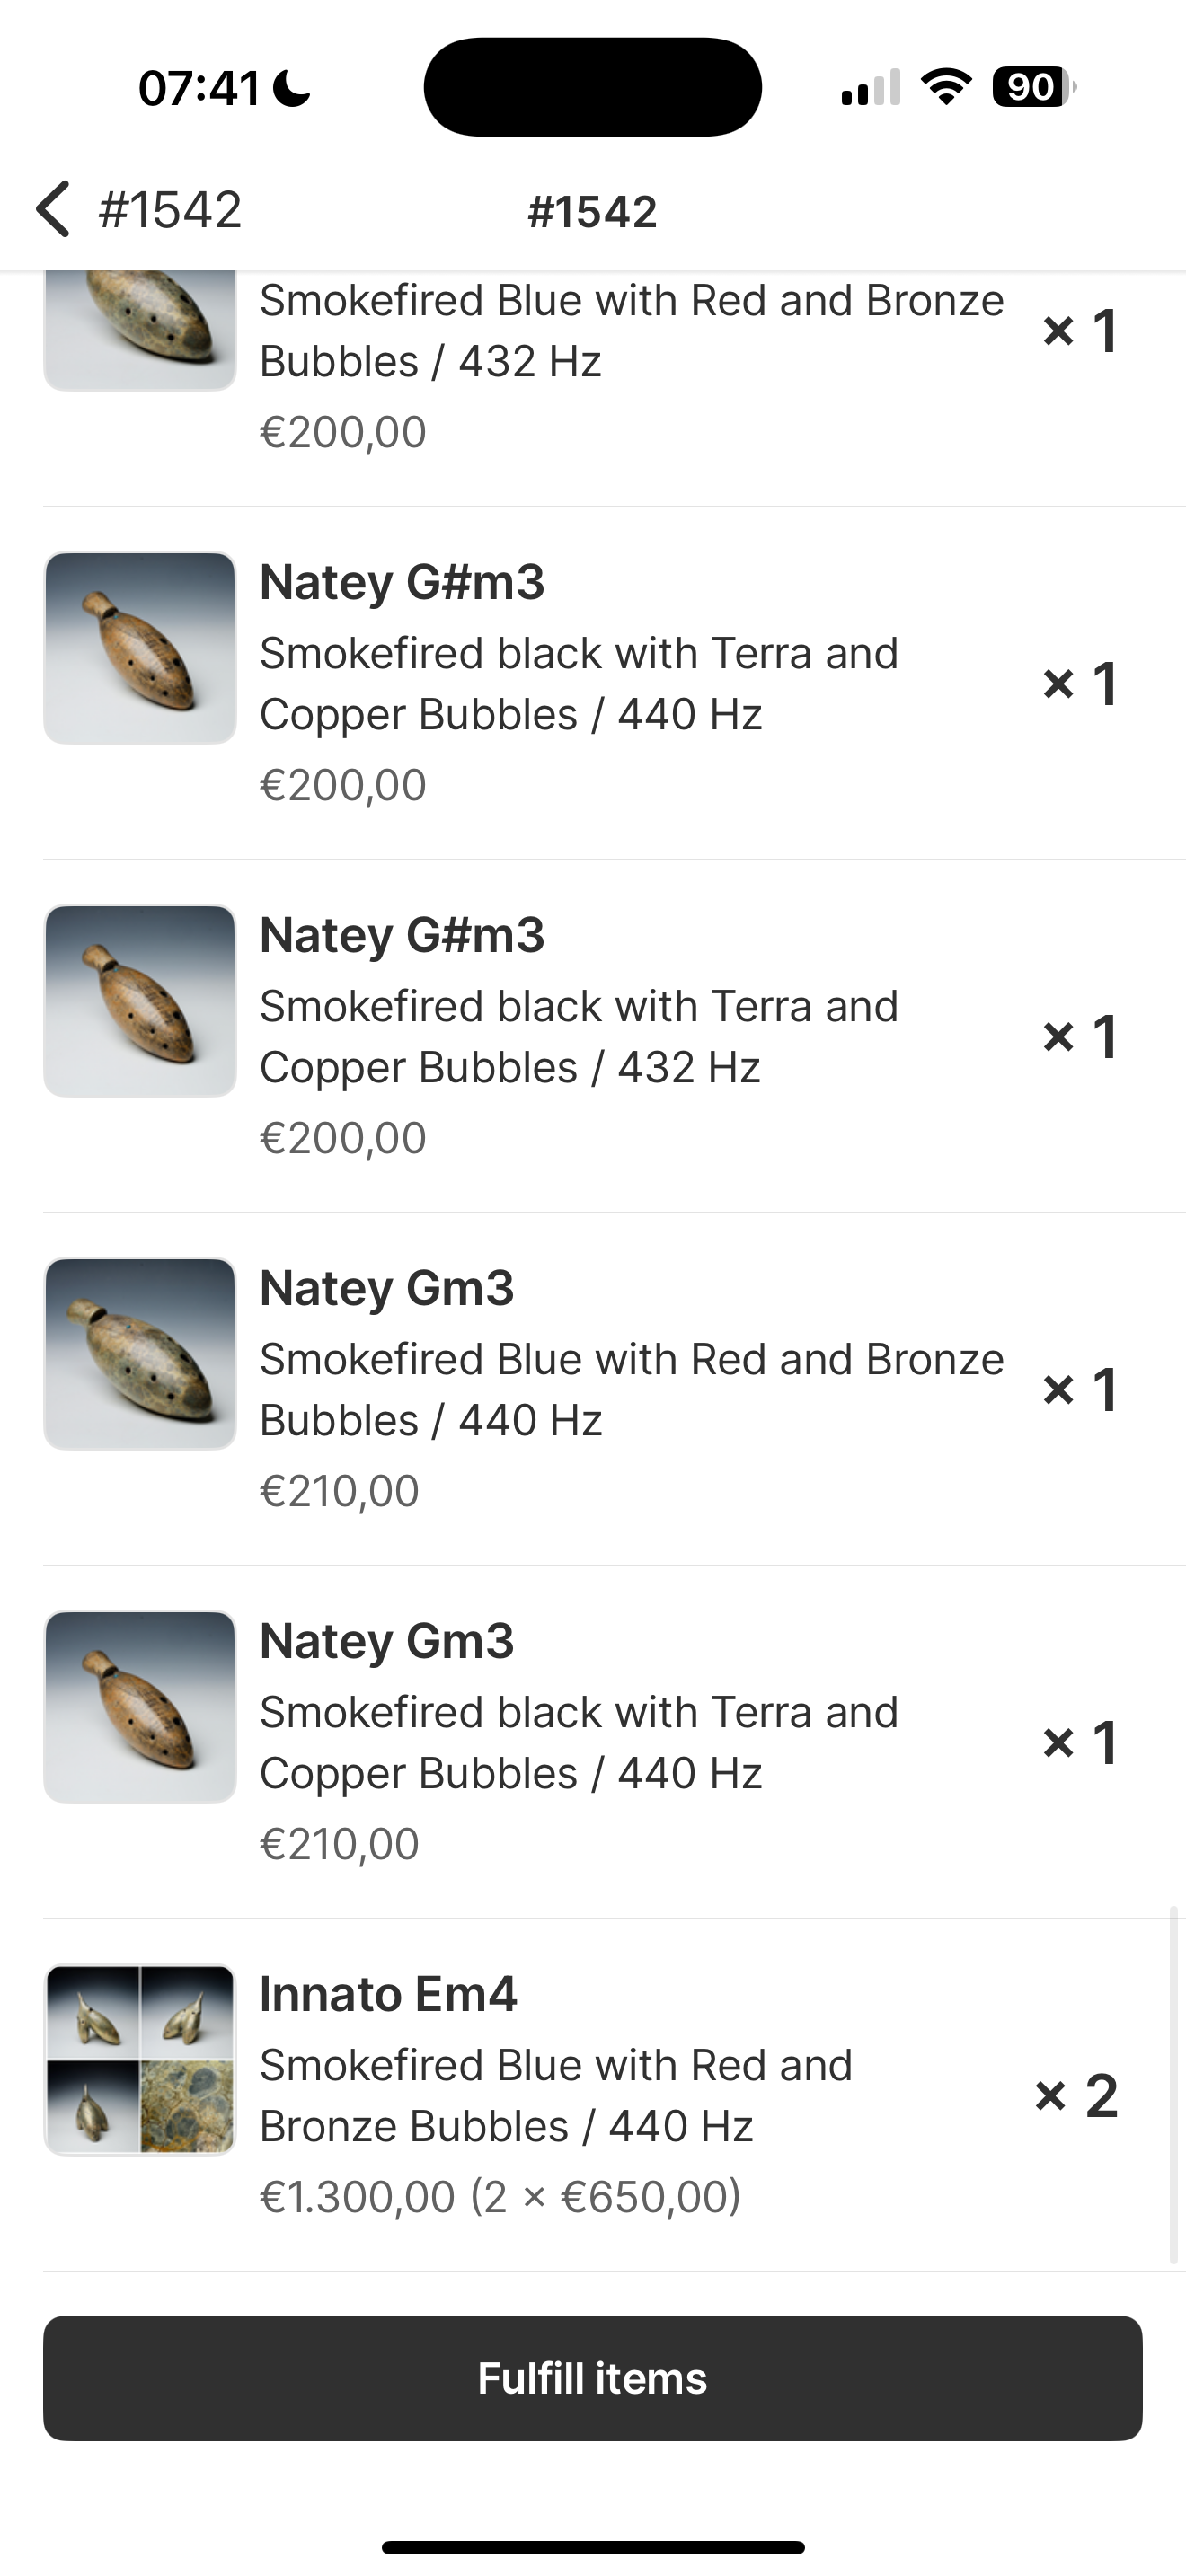 07:41
90
#1542
#1542
Smokefired Blue with Red and Bronze
Bubbles / 432 Hz
× 1
€200,00
Natey G#m3
Smokefired black with Terra and
Copper Bubbles / 440 Hz
× 1
€200,00
Natey G#m3
Smokefired black with Terra and
Copper Bubbles / 432 Hz
× 1
€200,00
Natey Gm3
Smokefired Blue with Red and Bronze
Bubbles / 440 Hz
× 1
€210,00
Natey Gm3
Smokefired black with Terra and
Copper Bubbles / 440 Hz
× 1
€210,00
Innato Em4
Smokefired Blue with Red and
Bronze Bubbles / 440 Hz
× 2
€1.300,00 (2 × €650,00)
Fulfill items